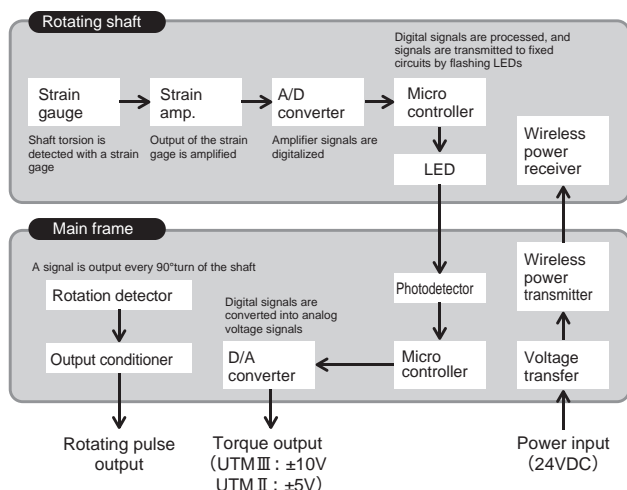 Rotating shaft
Digital signals are processed, and
signals are transmitted to fixed
circuits by flashing LEDs
Strain
gauge
Strain
amp.
A/D
converter
Micro
controller
Shaft torsion is
detected with a strain
gage
Output of the strain
gage is amplified
Amplifier signals are
digitalized
Wireless
power
receiver
LED
Main frame
A signal is output every 90°turn of the shaft
Rotation detector
Digital signals are
converted into analog
voltage signals
Photodetector
Wireless
power
transmitter
Output conditioner
D/A
converter
Micro
controller
Voltage
transfer
Rotating pulse
output
Torque output
（UTMⅢ：±10V
UTMⅡ：±5V）
Power input
（24VDC）